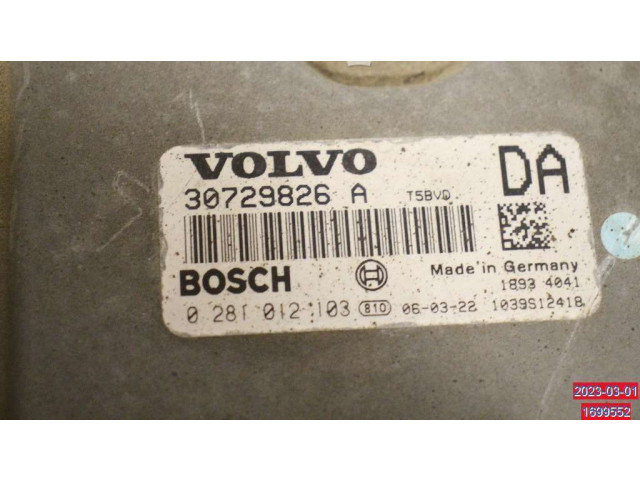 VOLVO
DA
30729826 A T5BVD
BOSCH
Made in Germany
1893 4041
0 281 012 103 810 06-03-22 1039S12418
2023-03-01
1699552